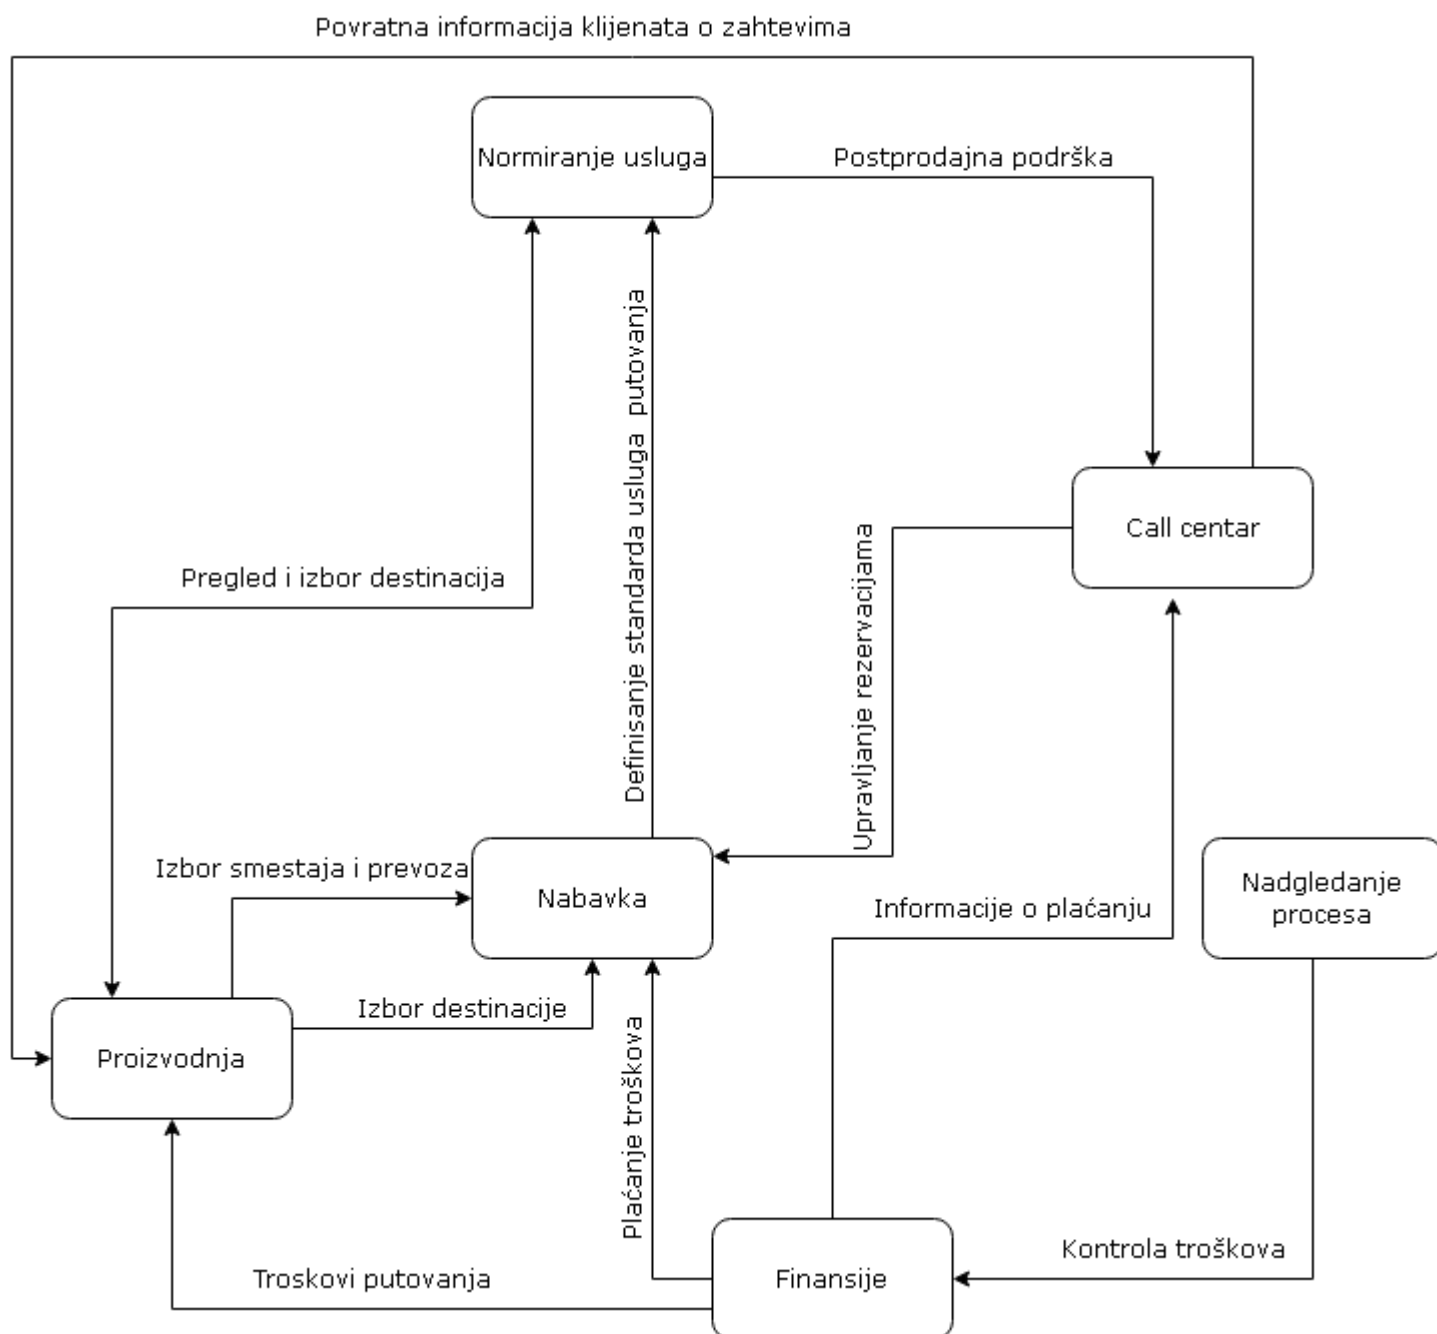 Povratna informacija klijenata o zahtevima
Normiranje usluga
Postprodajna podrška
Definisanje standarda usluga putovanja
Call centar
Upravljanje rezervacijama
Pregled i izbor destinacija
Izbor smestaja i prevoza
Nabavka
Informacije o plaćanju
Nadgledanje
procesa
Izbor destinacije
Proizvodnja
Plaćanje troškova
Kontrola troškova
Troskovi putovanja
Finansije